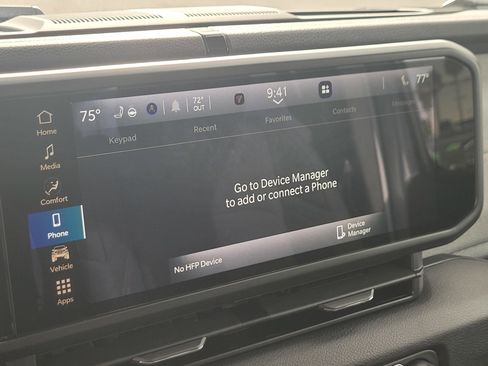 75° 72° OUT 9:41 77°
Keypad Recent Favorites Contacts Messages
Home
Media
Comfort
Phone
Vehicle
Apps
Go to Device Manager
to add or connect a Phone
No HFP Device
Device
Manager